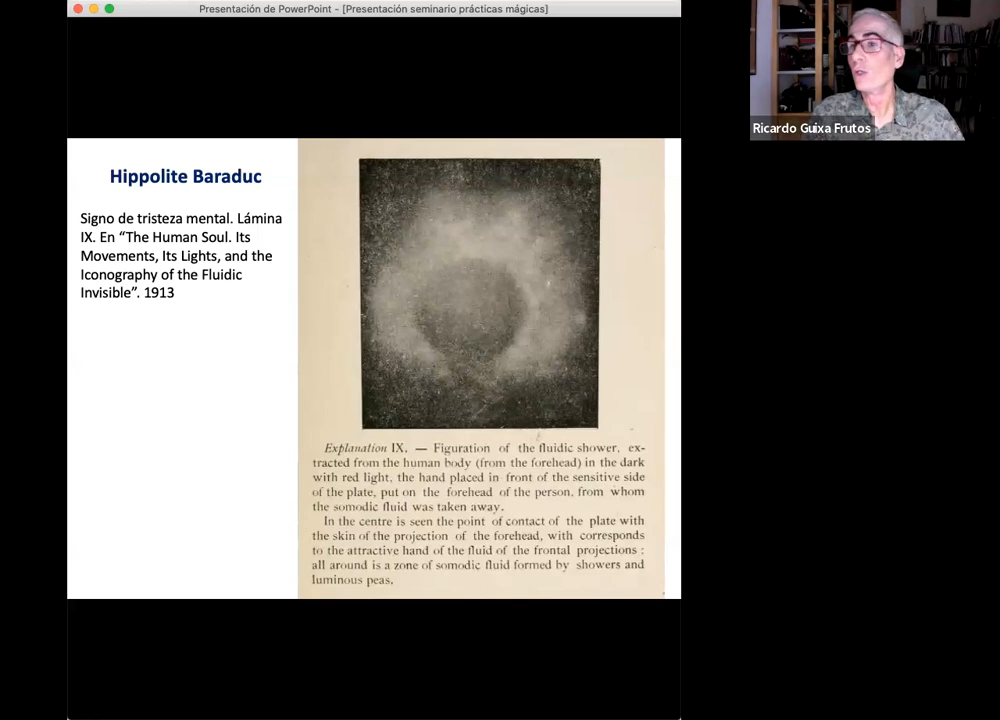 Presentación de PowerPoint - [Presentación seminario prácticas mágicas]
Ricardo Guixa Frutos
Hippolite Baraduc
Signo de tristeza mental. Lámina
IX. En “The Human Soul. Its
Movements, Its Lights, and the
Iconography of the Fluidic
Invisible”. 1913
Explanation IX. — Figuration of the fluidic shower, ex-
tracted from the human body (from the forehead) in the dark
with red light, the hand placed in front of the sensitive side
of the plate, put on the forehead of the person, from whom
the somodic fluid was taken away.
In the centre is seen the point of contact of the plate with
the skin of the projection of the forehead, with corresponds
to the attractive hand of the fluid of the frontal projections :
all around is a zone of somodic fluid formed by showers and
luminous peas.